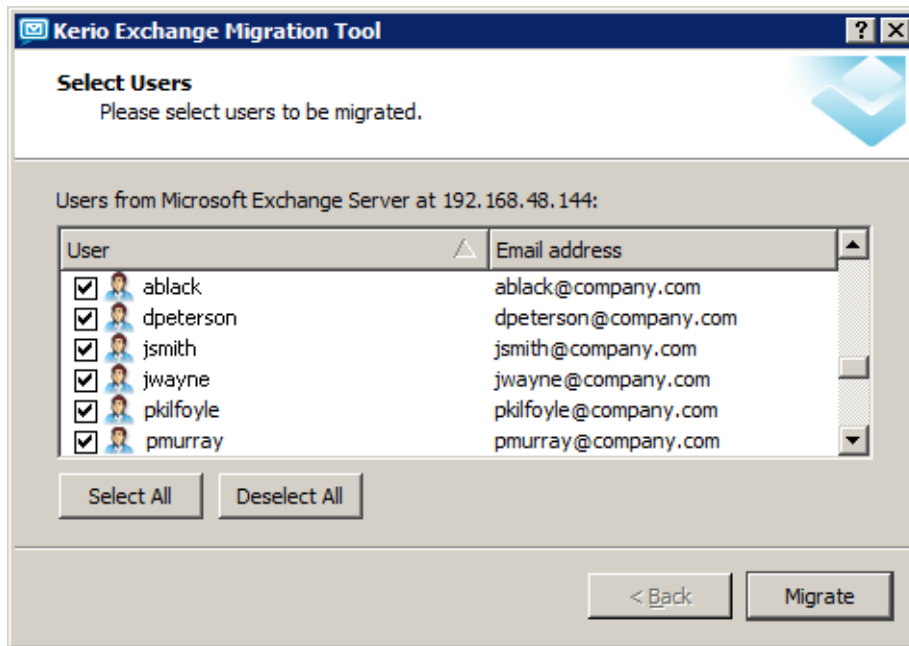 Kerio Exchange Migration Tool
Select Users
Please select users to be migrated.
Users from Microsoft Exchange Server at 192.168.48.144:
User Email address
ablack ablack@company.com
dpeterson dpeterson@company.com
jsmith jsmith@company.com
jwayne jwayne@company.com
pkilfoyle pkilfoyle@company.com
pmurray pmurray@company.com
Select All Deselect All
< Back Migrate